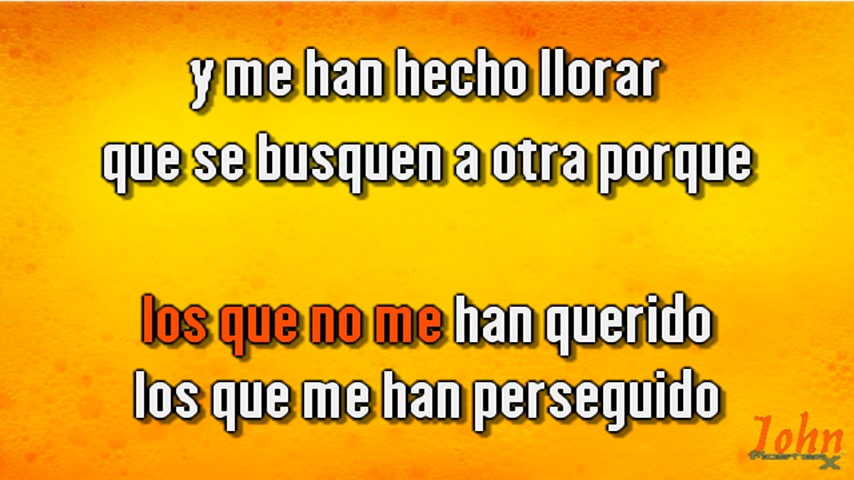 y me han hecho llorar
que se busquen a otra porque
los que no me han querido
los que me han perseguido
John